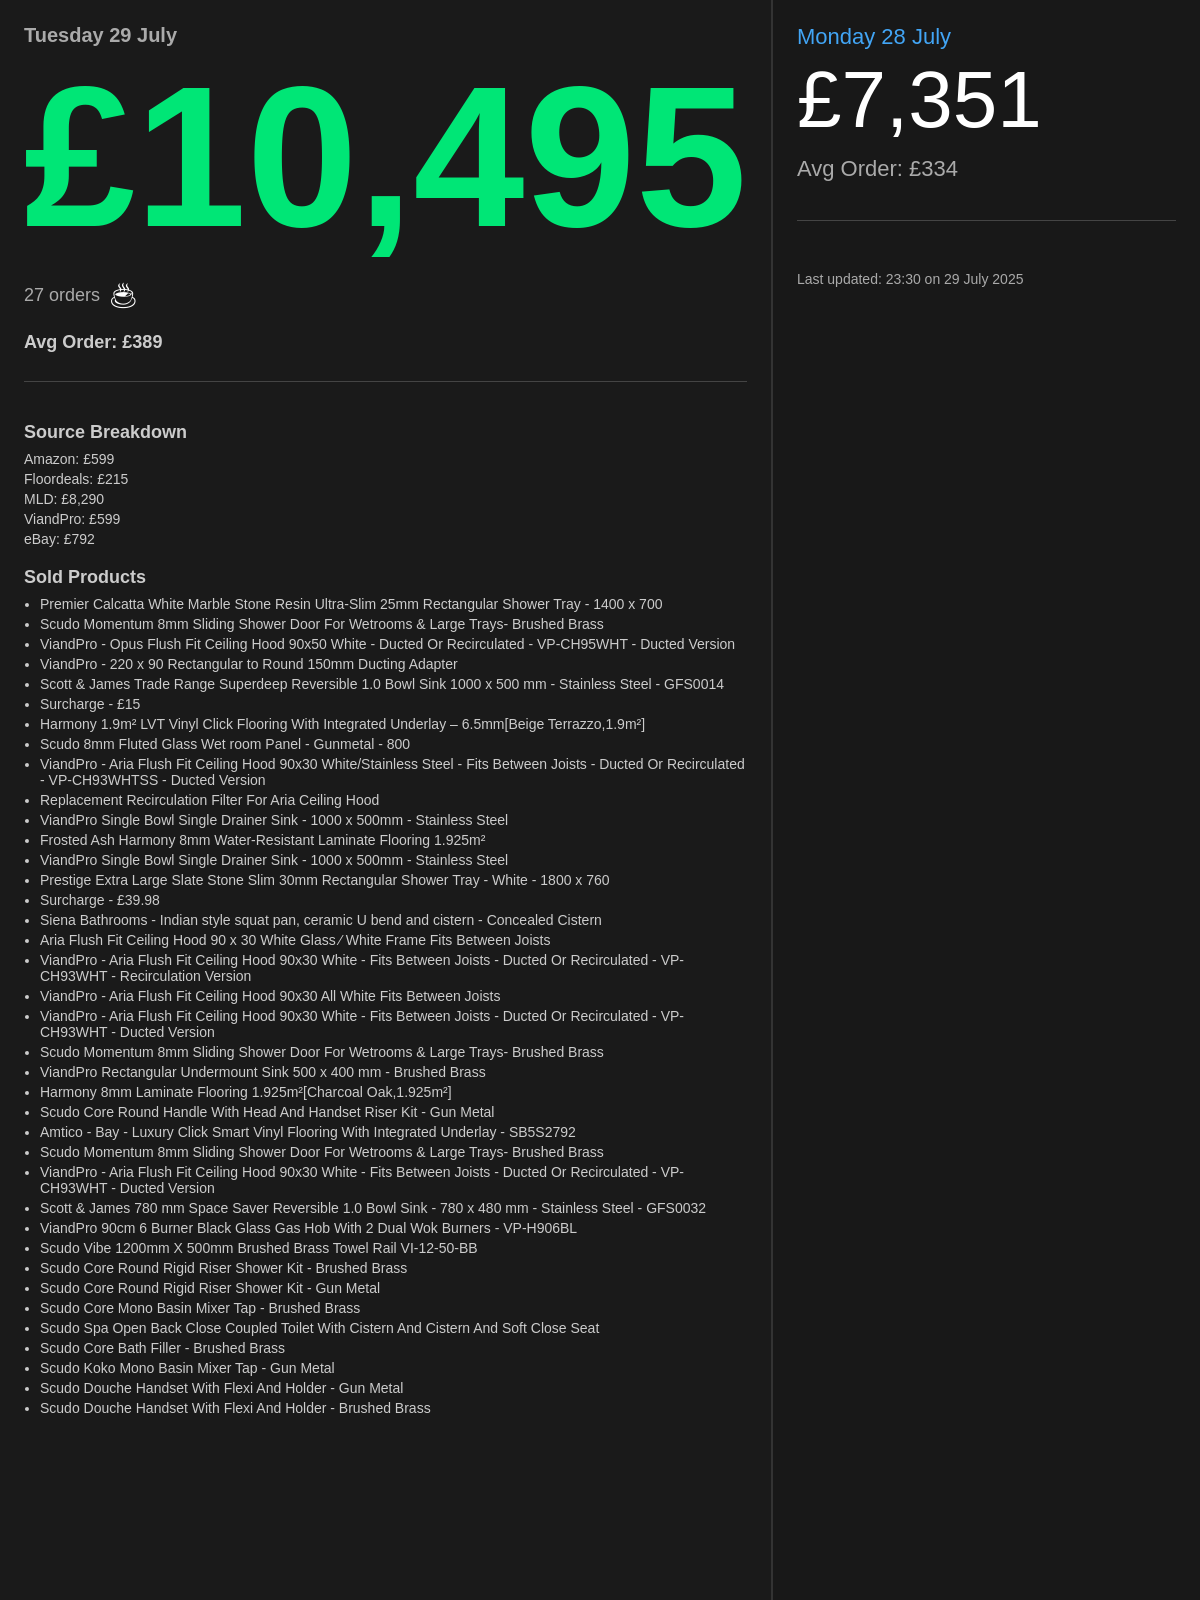 Tuesday 29 July
£10,495
27 orders
Avg Order: £389
Source Breakdown
Amazon: £599
Floordeals: £215
MLD: £8,290
ViandPro: £599
eBay: £792
Sold Products
Premier Calcatta White Marble Stone Resin Ultra-Slim 25mm Rectangular Shower Tray - 1400 x 700
Scudo Momentum 8mm Sliding Shower Door For Wetrooms & Large Trays- Brushed Brass
ViandPro - Opus Flush Fit Ceiling Hood 90x50 White - Ducted Or Recirculated - VP-CH95WHT - Ducted Version
ViandPro - 220 x 90 Rectangular to Round 150mm Ducting Adapter
Scott & James Trade Range Superdeep Reversible 1.0 Bowl Sink 1000 x 500 mm - Stainless Steel - GFS0014
Surcharge - £15
Harmony 1.9m² LVT Vinyl Click Flooring With Integrated Underlay – 6.5mm[Beige Terrazzo,1.9m²]
Scudo 8mm Fluted Glass Wet room Panel - Gunmetal - 800
ViandPro - Aria Flush Fit Ceiling Hood 90x30 White/Stainless Steel - Fits Between Joists - Ducted Or Recirculated
- VP-CH93WHTSS - Ducted Version
Replacement Recirculation Filter For Aria Ceiling Hood
ViandPro Single Bowl Single Drainer Sink - 1000 x 500mm - Stainless Steel
Frosted Ash Harmony 8mm Water-Resistant Laminate Flooring 1.925m²
ViandPro Single Bowl Single Drainer Sink - 1000 x 500mm - Stainless Steel
Prestige Extra Large Slate Stone Slim 30mm Rectangular Shower Tray - White - 1800 x 760
Surcharge - £39.98
Siena Bathrooms - Indian style squat pan, ceramic U bend and cistern - Concealed Cistern
Aria Flush Fit Ceiling Hood 90 x 30 White Glass ⁄ White Frame Fits Between Joists
ViandPro - Aria Flush Fit Ceiling Hood 90x30 White - Fits Between Joists - Ducted Or Recirculated - VP-
CH93WHT - Recirculation Version
ViandPro - Aria Flush Fit Ceiling Hood 90x30 All White Fits Between Joists
ViandPro - Aria Flush Fit Ceiling Hood 90x30 White - Fits Between Joists - Ducted Or Recirculated - VP-
CH93WHT - Ducted Version
Scudo Momentum 8mm Sliding Shower Door For Wetrooms & Large Trays- Brushed Brass
ViandPro Rectangular Undermount Sink 500 x 400 mm - Brushed Brass
Harmony 8mm Laminate Flooring 1.925m²[Charcoal Oak,1.925m²]
Scudo Core Round Handle With Head And Handset Riser Kit - Gun Metal
Amtico - Bay - Luxury Click Smart Vinyl Flooring With Integrated Underlay - SB5S2792
Scudo Momentum 8mm Sliding Shower Door For Wetrooms & Large Trays- Brushed Brass
ViandPro - Aria Flush Fit Ceiling Hood 90x30 White - Fits Between Joists - Ducted Or Recirculated - VP-
CH93WHT - Ducted Version
Scott & James 780 mm Space Saver Reversible 1.0 Bowl Sink - 780 x 480 mm - Stainless Steel - GFS0032
ViandPro 90cm 6 Burner Black Glass Gas Hob With 2 Dual Wok Burners - VP-H906BL
Scudo Vibe 1200mm X 500mm Brushed Brass Towel Rail VI-12-50-BB
Scudo Core Round Rigid Riser Shower Kit - Brushed Brass
Scudo Core Round Rigid Riser Shower Kit - Gun Metal
Scudo Core Mono Basin Mixer Tap - Brushed Brass
Scudo Spa Open Back Close Coupled Toilet With Cistern And Cistern And Soft Close Seat
Scudo Core Bath Filler - Brushed Brass
Scudo Koko Mono Basin Mixer Tap - Gun Metal
Scudo Douche Handset With Flexi And Holder - Gun Metal
Scudo Douche Handset With Flexi And Holder - Brushed Brass
Monday 28 July
£7,351
Avg Order: £334
Last updated: 23:30 on 29 July 2025